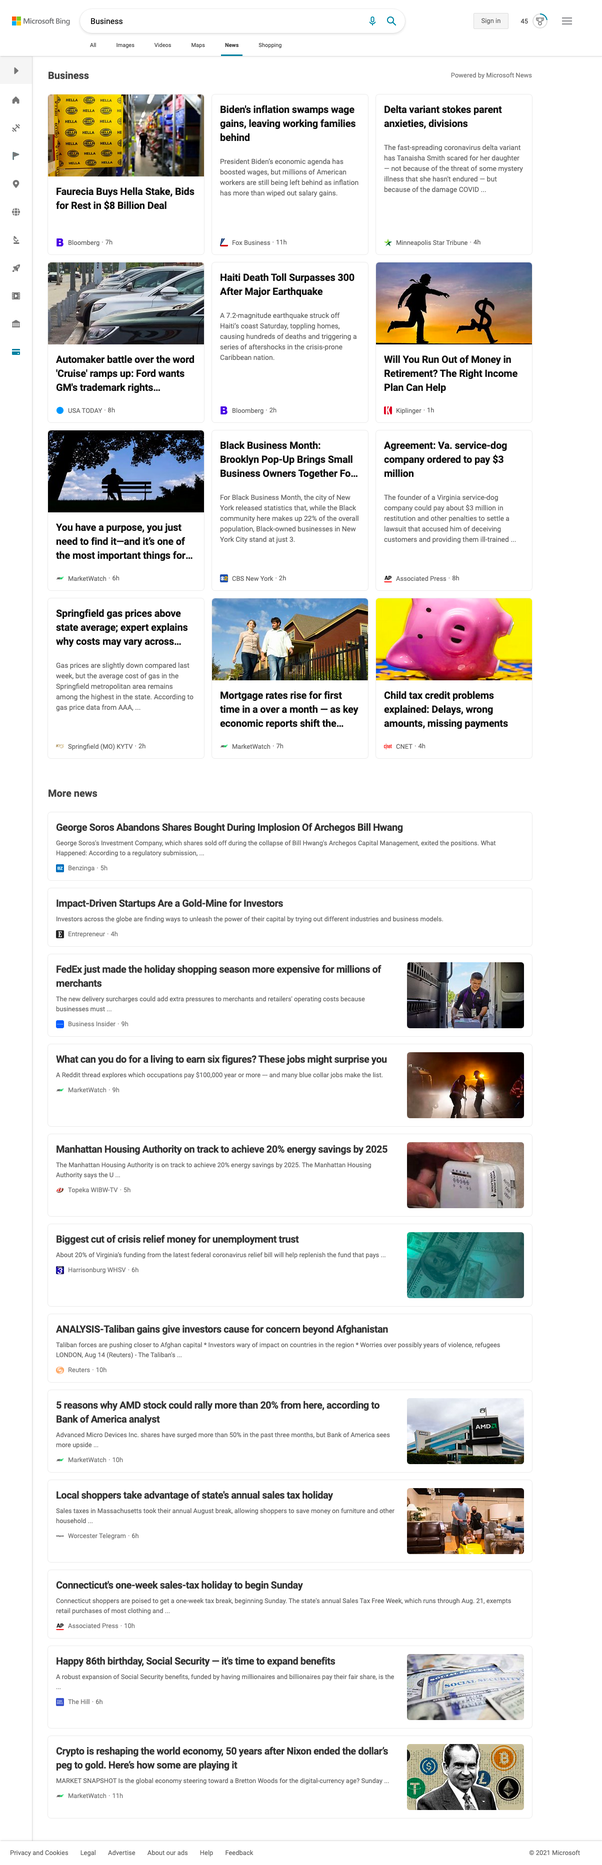 Microsoft Bing
Business
Sign in
45
All Images Videos Maps News Shopping
Business
Powered by Microsoft News
Faurecia Buys Hella Stake, Bids
for Rest in $8 Billion Deal
Bloomberg · 7h
Biden's inflation swamps wage
gains, leaving working families
behind
President Biden's economic agenda has
boosted wages, but millions of American
workers are still being left behind as inflation
has more than wiped out salary gains.
Fox Business · 11h
Delta variant stokes parent
anxieties, divisions
The fast-spreading coronavirus delta variant
has Tanaisha Smith scared for her daughter
— not because of the threat of some mystery
illness that she hasn't endured — but
because of the damage COVID ...
Minneapolis Star Tribune · 4h
Automaker battle over the word
'Cruise' ramps up: Ford wants
GM's trademark rights...
USA TODAY · 8h
Haiti Death Toll Surpasses 300
After Major Earthquake
A 7.2-magnitude earthquake struck off
Haiti's coast Saturday, toppling homes,
causing hundreds of deaths and triggering a
series of aftershocks in the crisis-prone
Caribbean nation.
Bloomberg · 2h
Will You Run Out of Money in
Retirement? The Right Income
Plan Can Help
Kiplinger · 1h
You have a purpose, you just
need to find it—and it's one of
the most important things for...
MarketWatch · 6h
Black Business Month:
Brooklyn Pop-Up Brings Small
Business Owners Together Fo...
For Black Business Month, the city of New
York released statistics that, while the Black
community here makes up 22% of the overall
population, Black-owned businesses in New
York City stand at just 3.
CBS New York · 2h
Agreement: Va. service-dog
company ordered to pay $3
million
The founder of a Virginia service-dog
company could pay about $3 million in
restitution and other penalties to settle a
lawsuit that accused him of deceiving
customers and providing them ill-trained ...
Associated Press · 8h
Springfield gas prices above
state average; expert explains
why costs may vary across...
Gas prices are slightly down compared last
week, but the average cost of gas in the
Springfield metropolitan area remains
among the highest in the state. According to
gas price data from AAA, ...
Springfield (MO) KYTV · 2h
Mortgage rates rise for first
time in a over a month — as key
economic reports shift the...
MarketWatch · 7h
Child tax credit problems
explained: Delays, wrong
amounts, missing payments
CNET · 4h
More news
George Soros Abandons Shares Bought During Implosion Of Archegos Bill Hwang
George Soros's Investment Company, which shares sold off during the collapse of Bill Hwang's Archegos Capital Management, exited the positions. What
Happened: According to a regulatory submission, ...
Benzinga · 5h
Impact-Driven Startups Are a Gold-Mine for Investors
Investors across the globe are finding ways to unleash the power of their capital by trying out different industries and business models.
Entrepreneur · 4h
FedEx just made the holiday shopping season more expensive for millions of
merchants
The new delivery surcharges could add extra pressures to merchants and retailers' operating costs because
businesses must ...
Business Insider · 9h
What can you do for a living to earn six figures? These jobs might surprise you
A Reddit thread explores which occupations pay $100,000 year or more — and many blue collar jobs make the list.
MarketWatch · 9h
Manhattan Housing Authority on track to achieve 20% energy savings by 2025
The Manhattan Housing Authority is on track to achieve 20% energy savings by 2025. The Manhattan Housing
Authority says the U ...
Topeka WIBW-TV · 5h
Biggest cut of crisis relief money for unemployment trust
About 20% of Virginia's funding from the latest federal coronavirus relief bill will help replenish the fund that pays ...
Harrisonburg WHSV · 6h
ANALYSIS-Taliban gains give investors cause for concern beyond Afghanistan
Taliban forces are pushing closer to Afghan capital * Investors wary of impact on countries in the region * Worries over possibly years of violence, refugees
LONDON, Aug 14 (Reuters) - The Taliban's ...
Reuters · 10h
5 reasons why AMD stock could rally more than 20% from here, according to
Bank of America analyst
Advanced Micro Devices Inc. shares have surged more than 50% in the past three months, but Bank of America sees
more upside ...
MarketWatch · 10h
AMD
Local shoppers take advantage of state's annual sales tax holiday
Sales taxes in Massachusetts took their annual August break, allowing shoppers to save money on furniture and other
household ...
Worcester Telegram · 6h
Connecticut's one-week sales-tax holiday to begin Sunday
Connecticut shoppers are poised to get a one-week tax break, beginning Sunday. The state's annual Sales Tax Free Week, which runs through Aug. 21, exempts
retail purchases of most clothing and ...
Associated Press · 10h
Happy 86th birthday, Social Security — it's time to expand benefits
A robust expansion of Social Security benefits, funded by having millionaires and billionaires pay their fair share, is the
...
The Hill · 6h
SOCIAL SECURITY
Crypto is reshaping the world economy, 50 years after Nixon ended the dollar's
peg to gold. Here's how some are playing it
MARKET SNAPSHOT Is the global economy steering toward a Bretton Woods for the digital-currency age? Sunday ...
MarketWatch · 11h
Privacy and Cookies Legal Advertise About our ads Help Feedback
© 2021 Microsoft